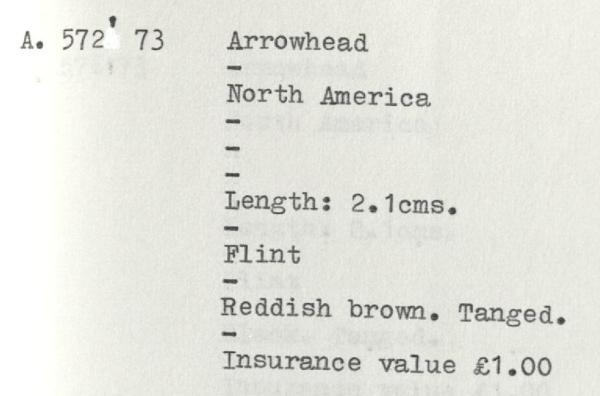 A. 572' 73 Arrowhead
-
North America
-
-
-
Length: 2.1cms.
-
Flint
-
Reddish brown. Tanged.
-
Insurance value £1.00